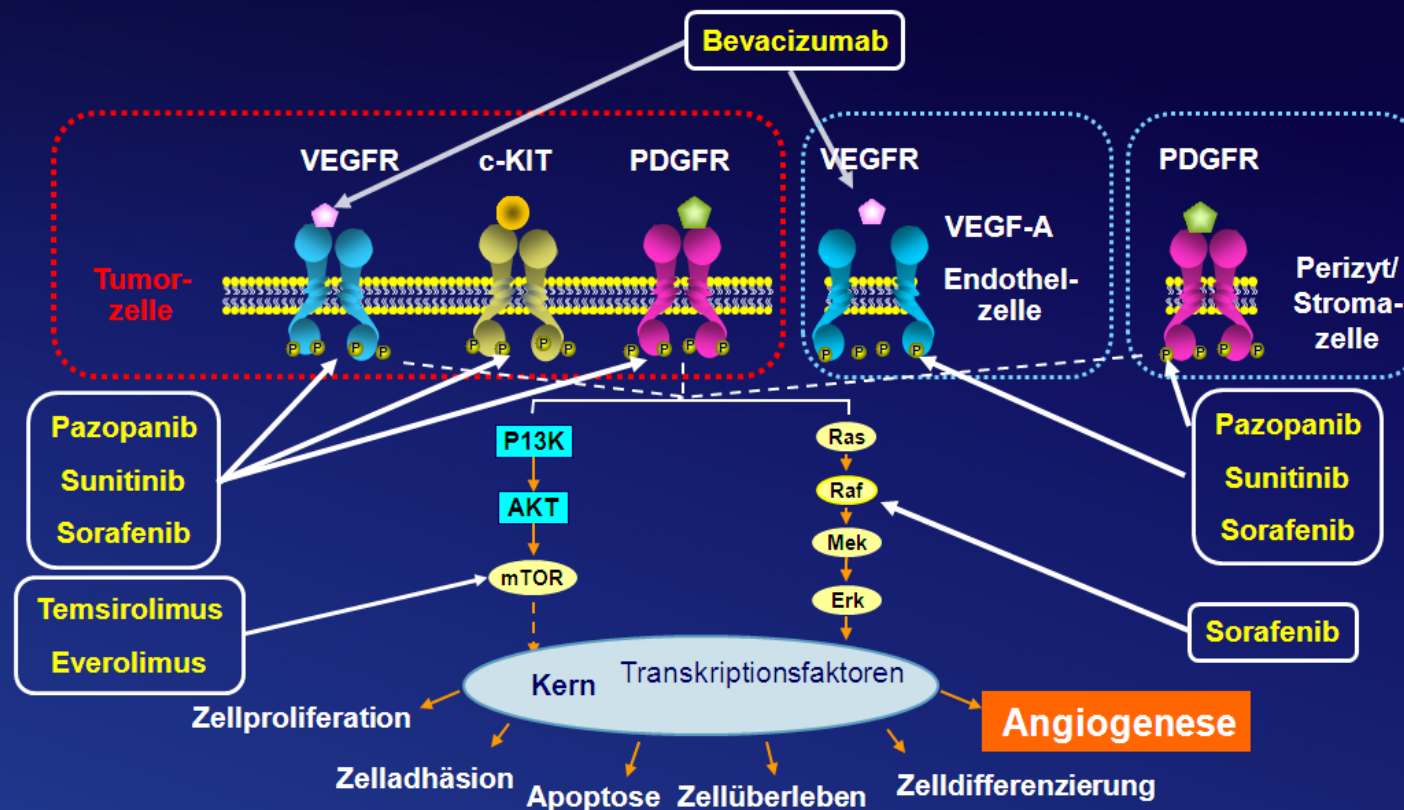 Bevacizumab
VEGFR
c-KIT
PDGFR
VEGFR
PDGFR
VEGF-A
Tumor-
zelle
Endothel-
zelle
Perizyt/
Stroma-
zelle
P P P P
P P P P
P P P P
P P P P
P P P P
Pazopanib
Sunitinib
Sorafenib
P13K
AKT
mTOR
Ras
Raf
Mek
Erk
Pazopanib
Sunitinib
Sorafenib
Temsirolimus
Everolimus
Sorafenib
Kern
Transkriptionsfaktoren
Zellproliferation
Zelladhäsion
Apoptose
Zellüberleben
Zelldifferenzierung
Angiogenese